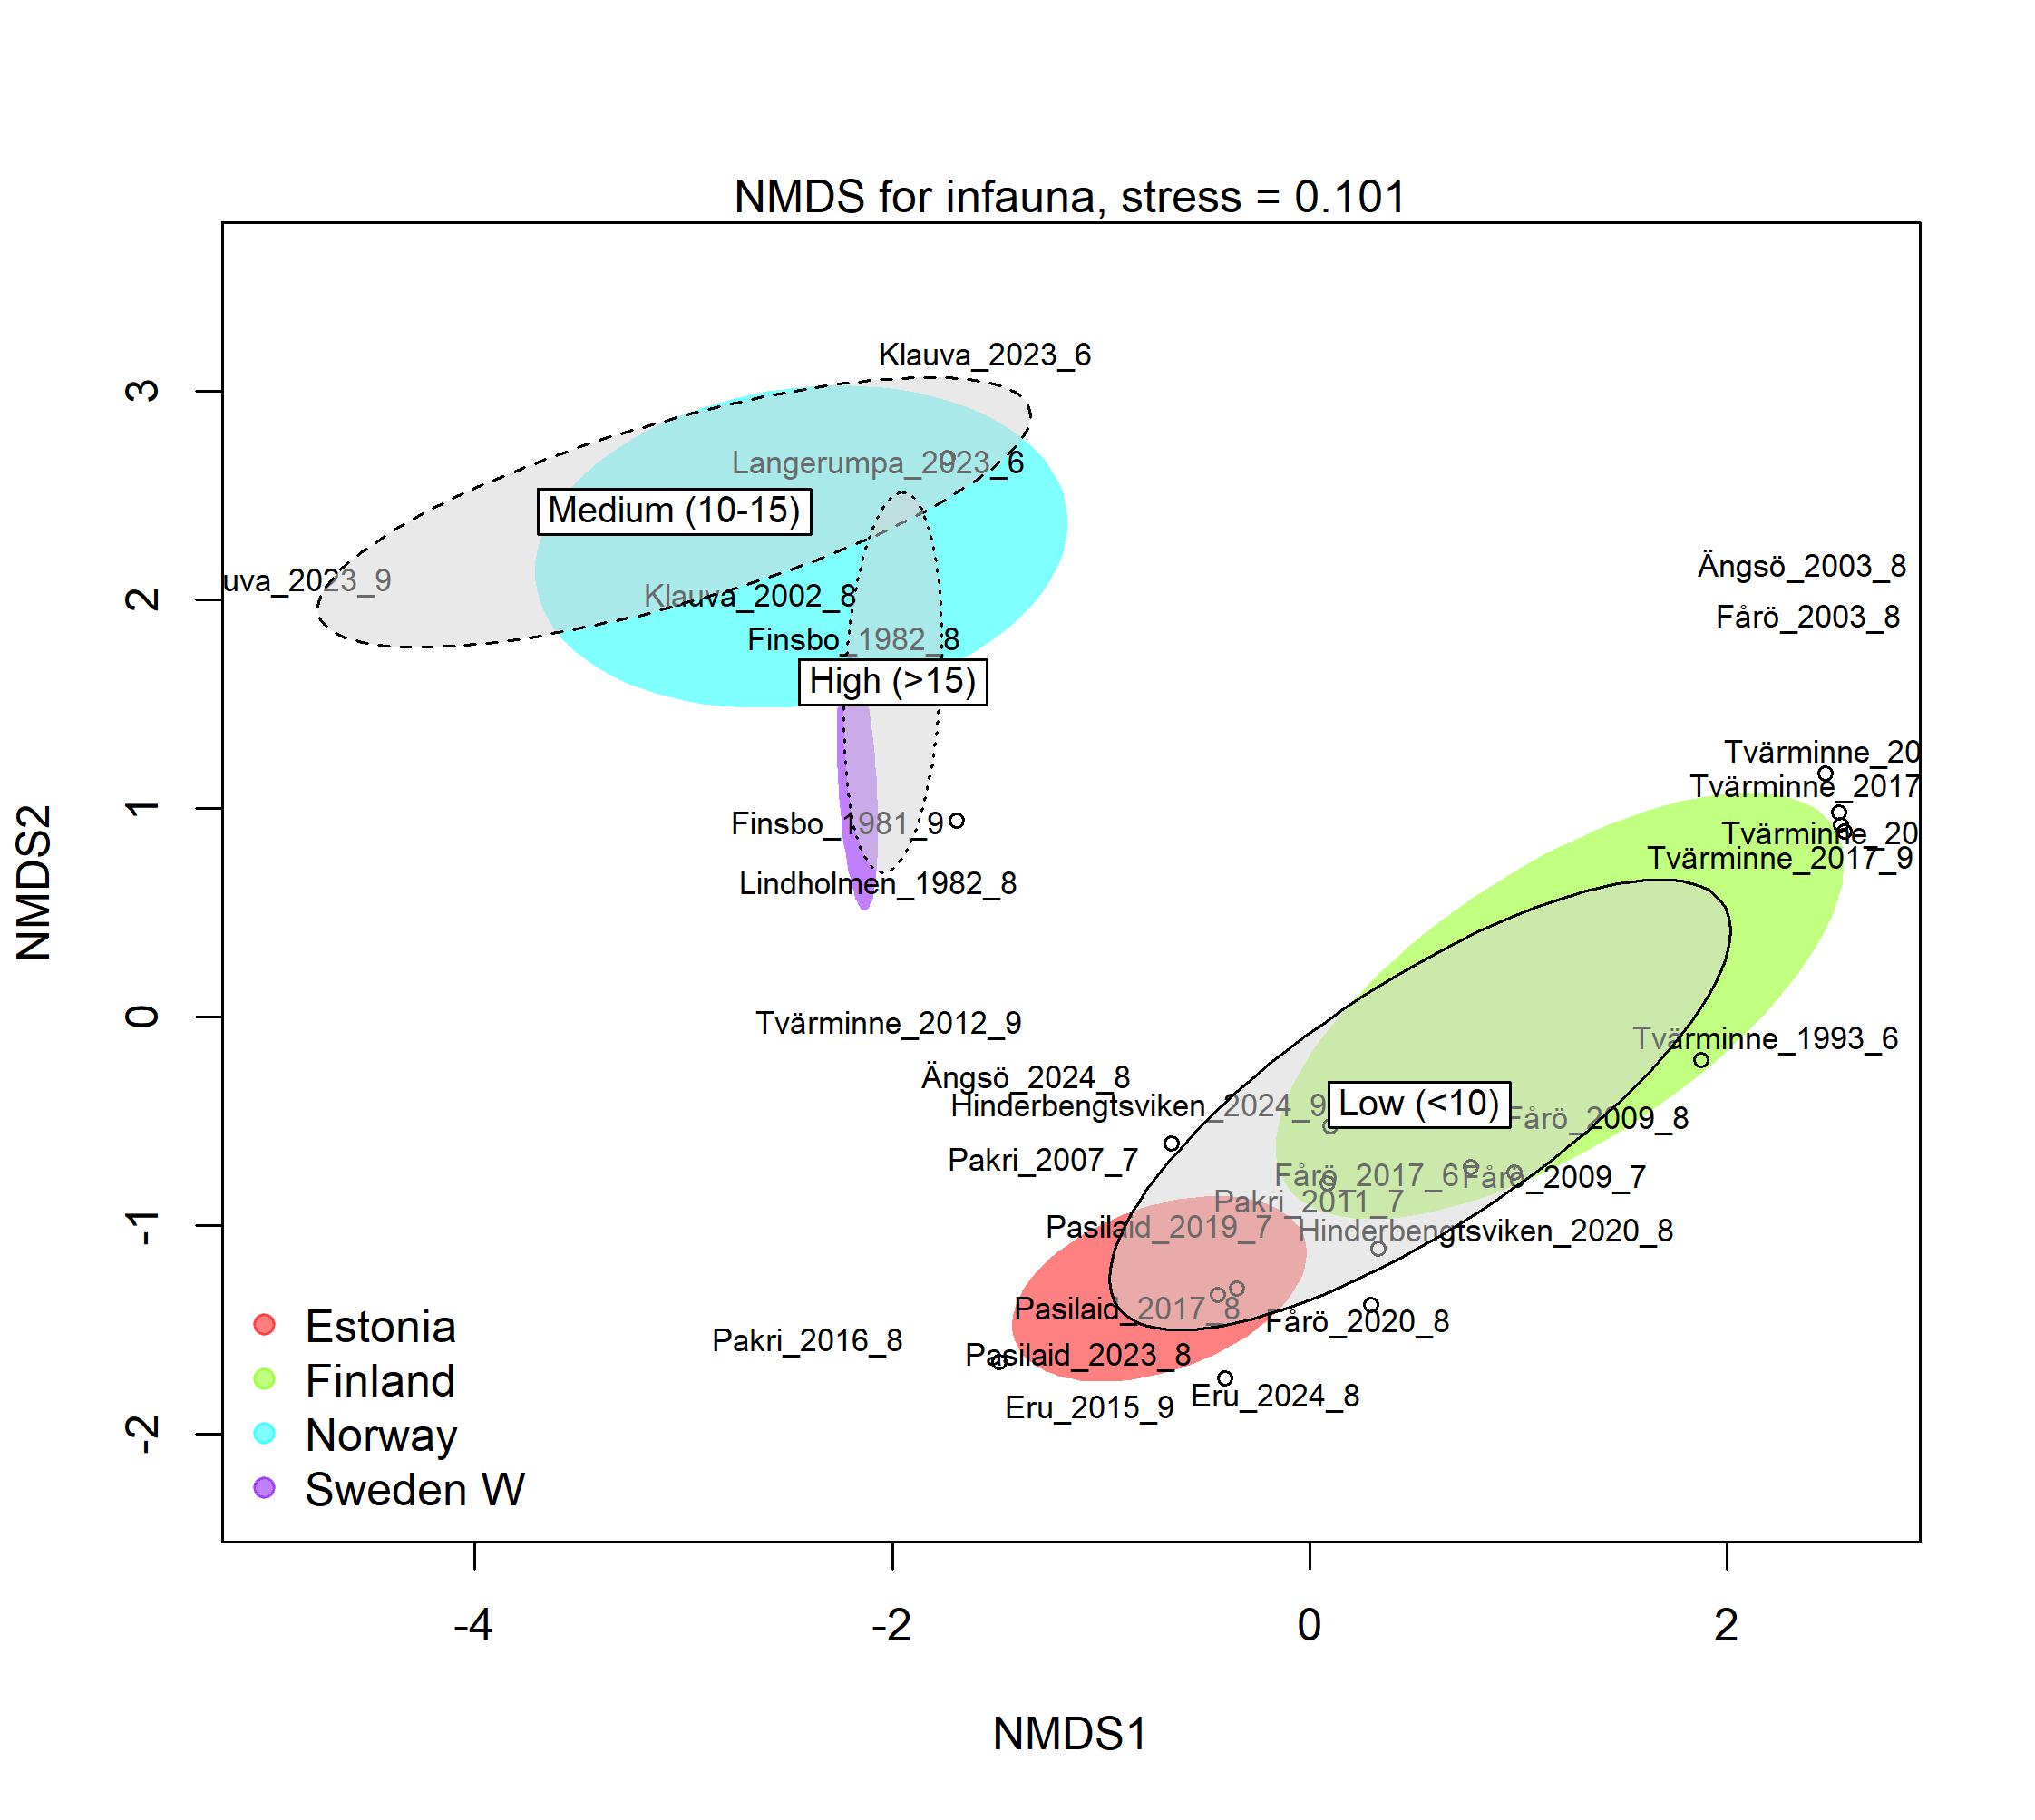 NMDS for infauna, stress = 0.101
Klauva_2023_6
3
Langerumpa_2023_6
Medium (10-15)
Ängsö_2003_8
uva_2023_9
2
Klauva_2002_8
Fårö_2003_8
Finsbo_1982_8
High (>15)
Tvärminne_20
Tvärminne_2017
1
Finsbo_1981_9
Tvärminne_20
Tvärminne_2017_9
Lindholmen_1982_8
NMDS2
0
Tvärminne_2012_9
Tvärminne_1993_6
Ängsö_2024_8
Hinderbengtsviken_2024_9
Low (<10)
Fårö_2009_8
Pakri_2007_7
Fårö_2017_6
Fårö_2009_7
Pakri_2011_7
-1
Pasilaid_2019_7
Hinderbengtsviken_2020_8
Pasilaid_2017_8
Fårö_2020_8
Estonia
Pakri_2016_8
Pasilaid_2023_8
Finland
Eru_2024_8
Eru_2015_9
-2
Norway
Sweden W
-4
-2
0
2
NMDS1